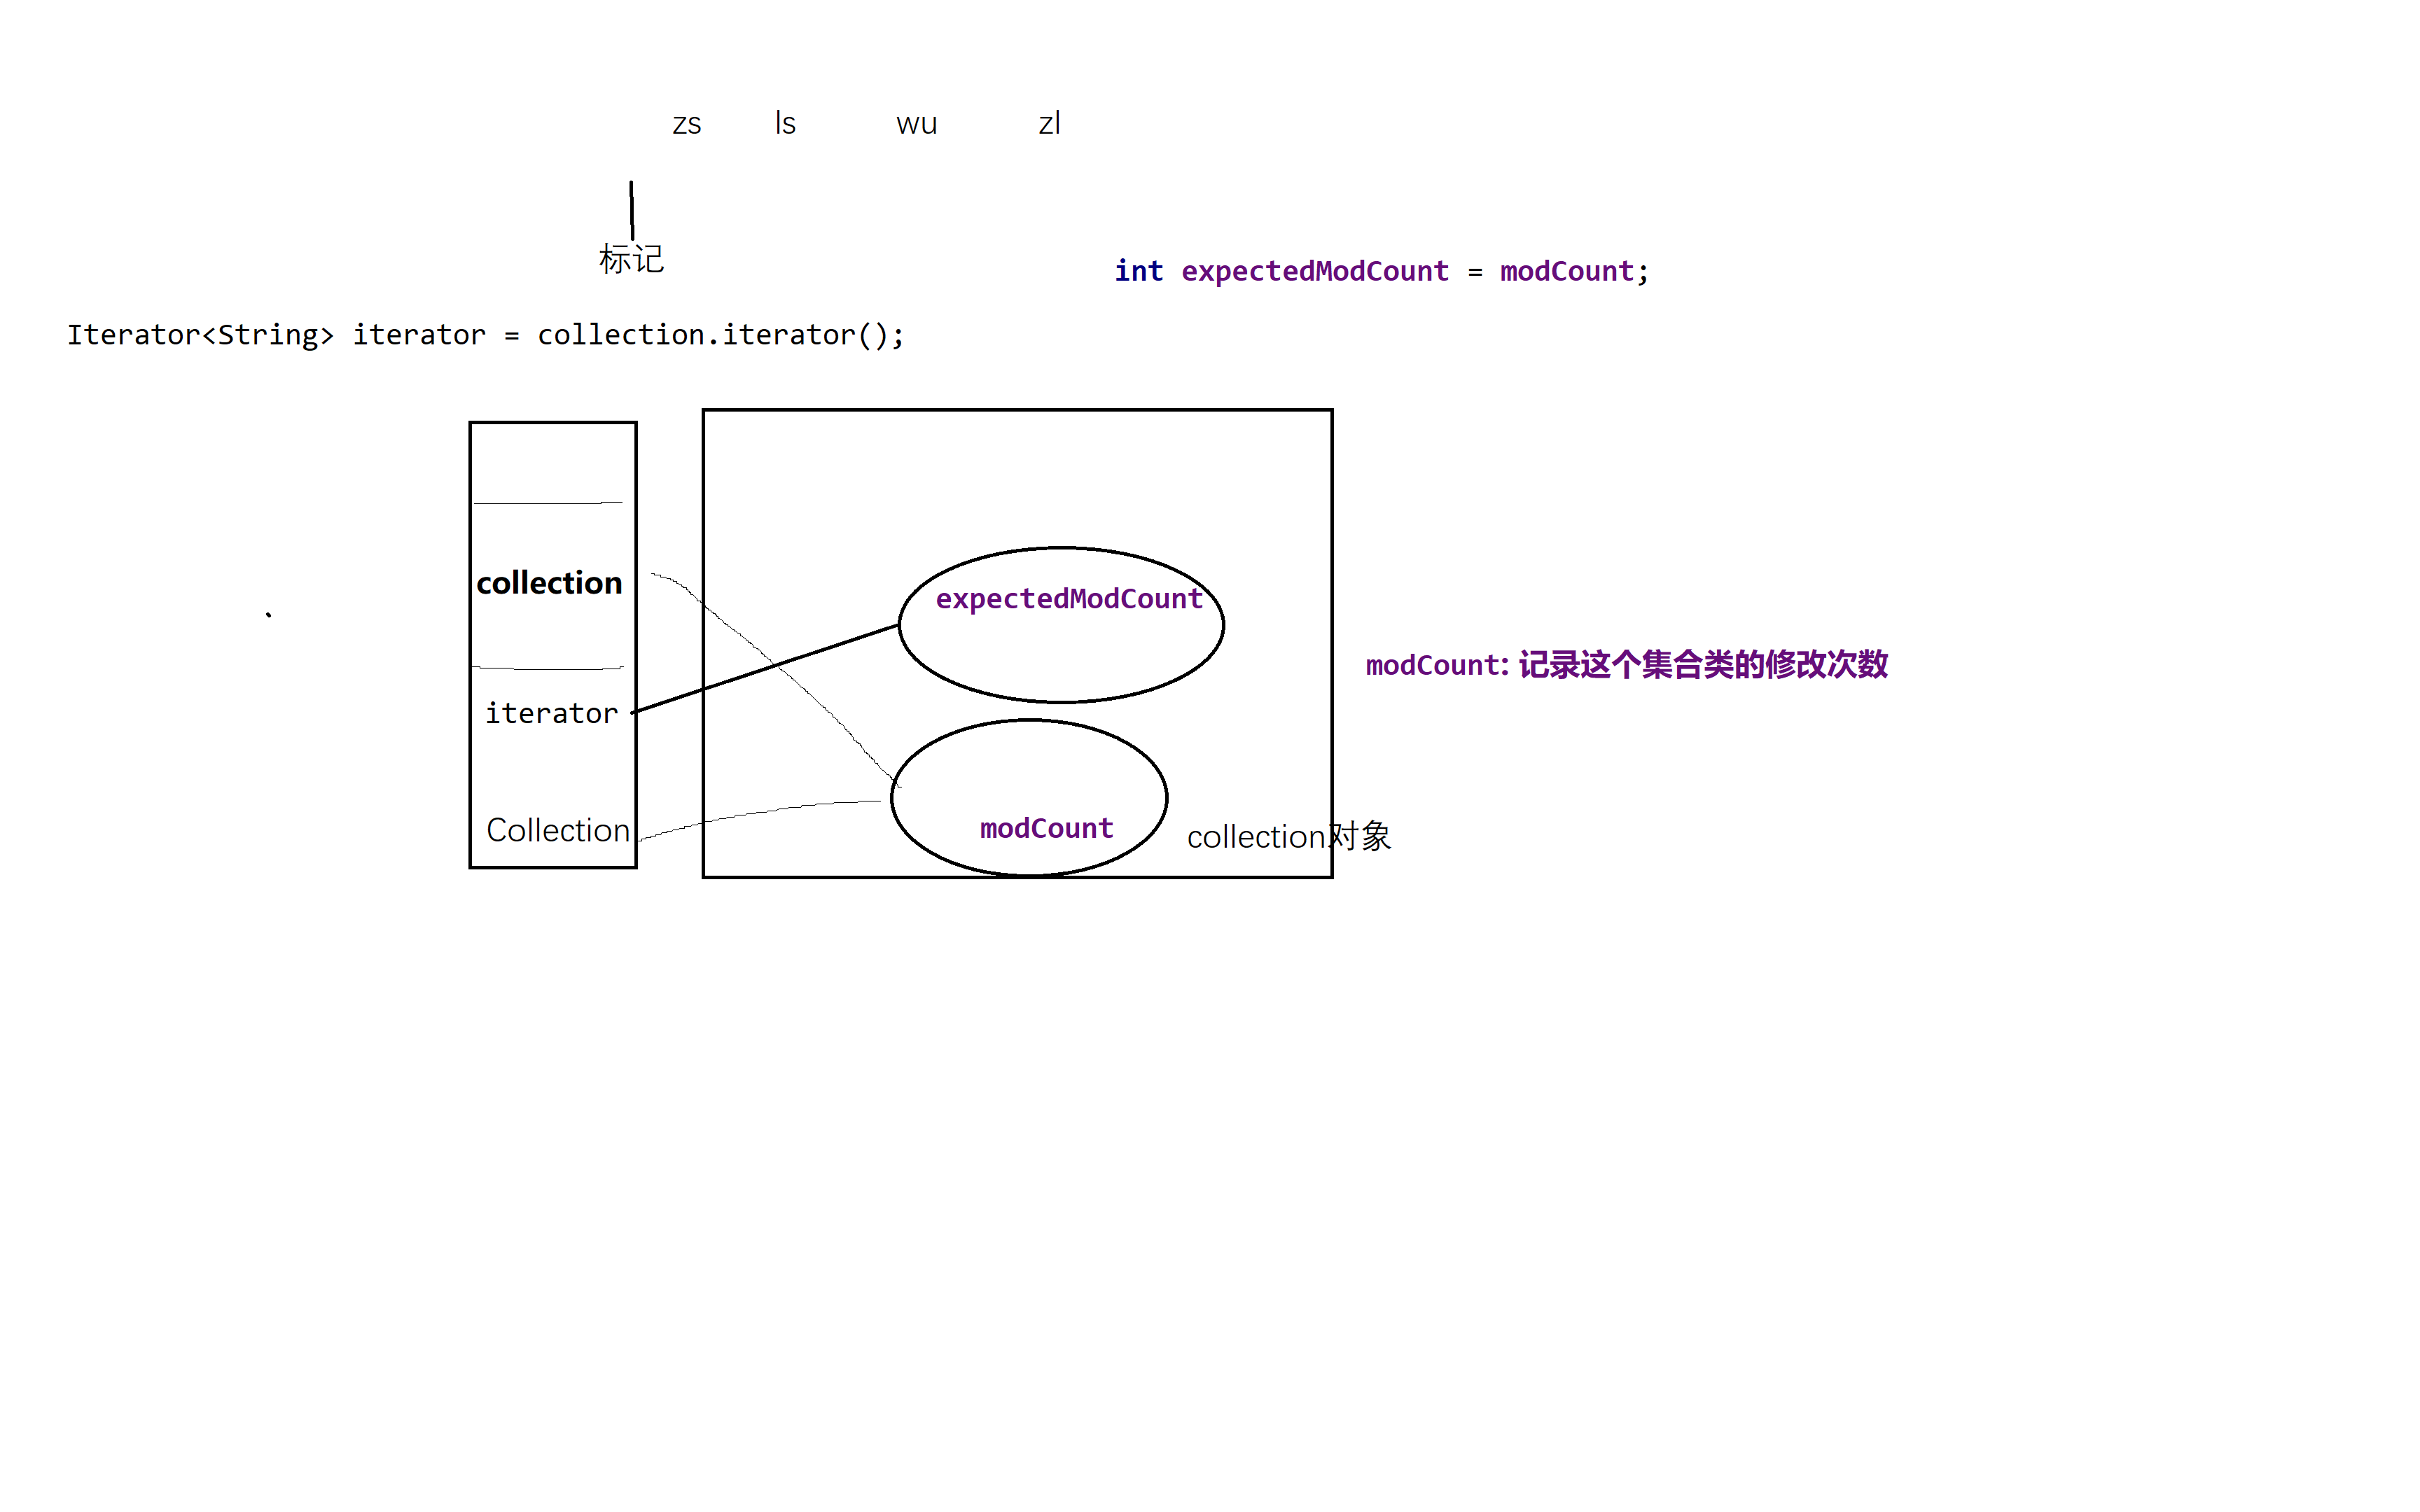 zs ls wu zl
标记
int expectedModCount = modCount;
Iterator<String> iterator = collection.iterator();
collection
expectedModCount
modCount: 记录这个集合类的修改次数
iterator
Collection
modCount
collection对象